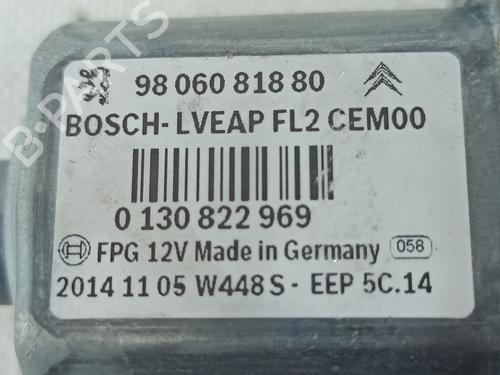 98 060 818 80
BOSCH- LVEAP FL2 CEM00
0 130 822 969
FPG 12V Made in Germany 058
2014 11 05 W448 S - EEP 5C.14
B-PARTS